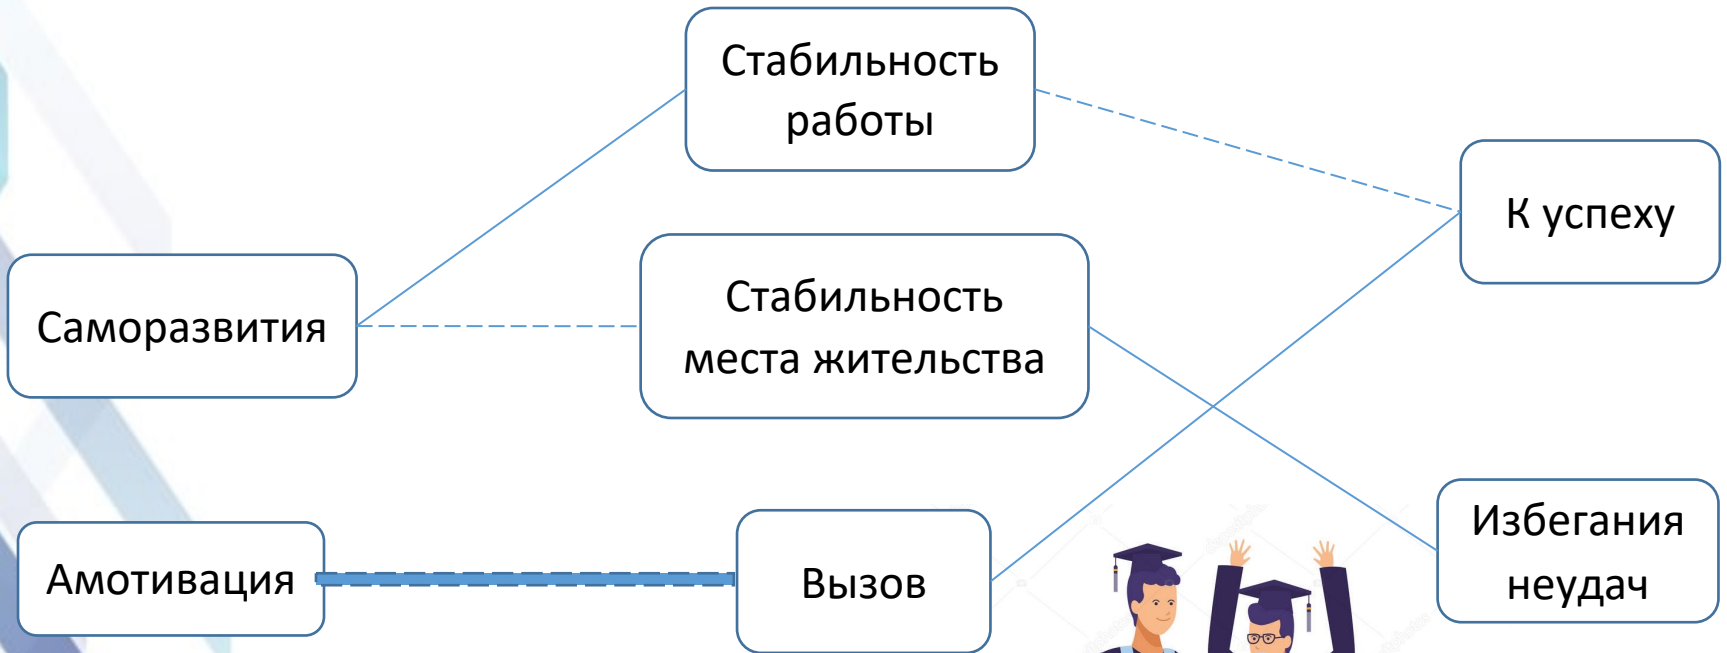 Стабильность
работы
К успеху
Саморазвития
Стабильность
места жительства
Амотивация
Вызов
Избегания
неудач